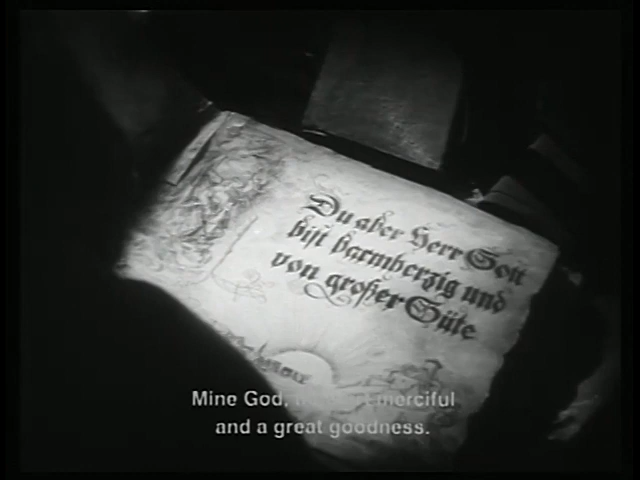 Du aber Herr Gott
bist barmherzig und
von großer Güte
Mine God, merciful
and a great goodness.